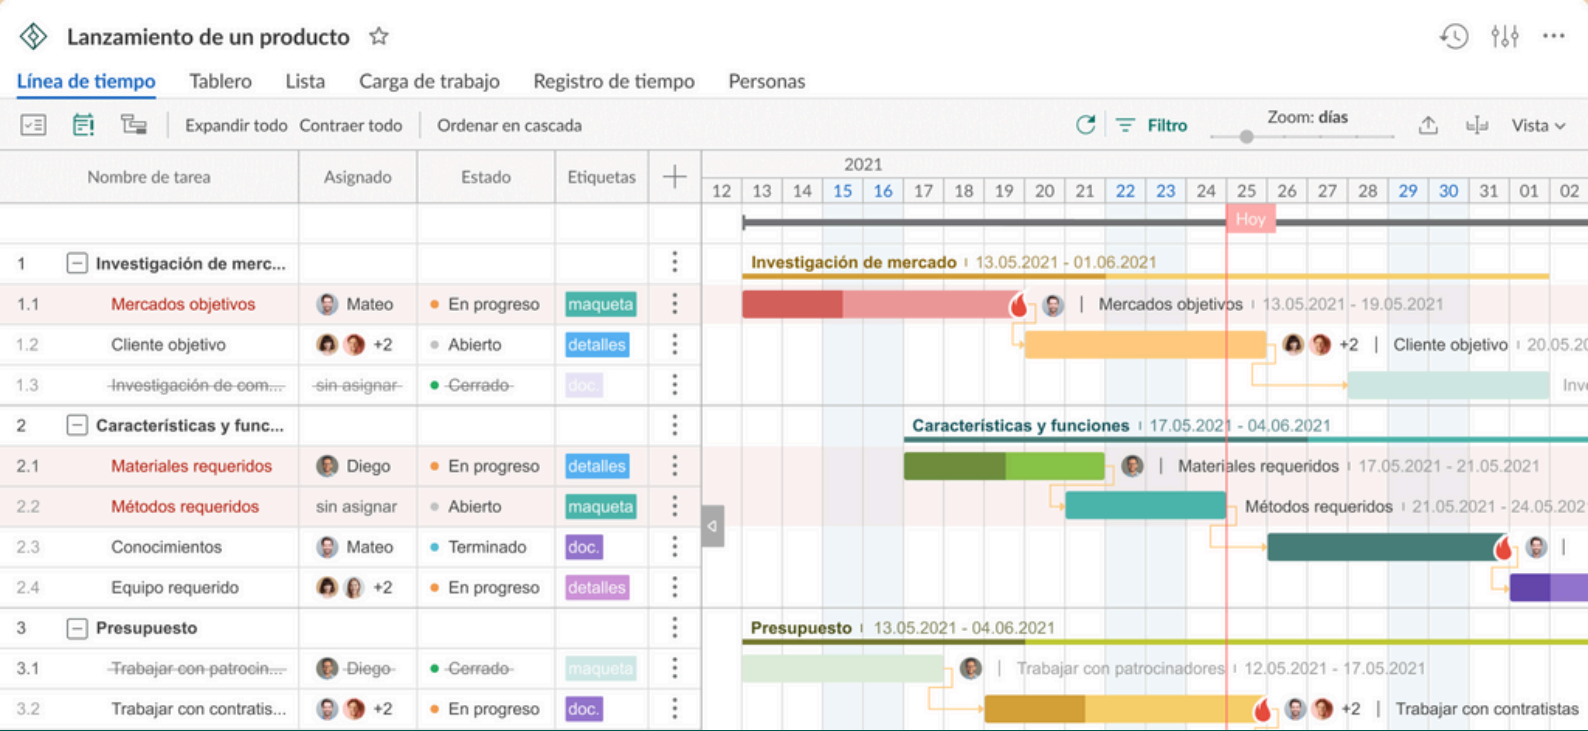 Lanzamiento de un producto
Línea de tiempo Tablero Lista Carga de trabajo Registro de tiempo Personas
Expandir todo Contraer todo Ordenar en cascada Filtro Zoom: días Vista
Nombre de tarea Asignado Estado Etiquetas
2021
12 13 14 15 16 17 18 19 20 21 22 23 24 25 26 27 28 29 30 31 01 02
Hoy
1 Investigación de merc... Investigación de mercado 13.05.2021 - 01.06.2021
1.1 Mercados objetivos Mateo En progreso maqueta Mercados objetivos 13.05.2021 - 19.05.2021
1.2 Cliente objetivo +2 Abierto detalles +2 Cliente objetivo 20.05.20
1.3 Investigación de com... sin asignar Cerrado doc. Inve
2 Características y func... Características y funciones 17.05.2021 - 04.06.2021
2.1 Materiales requeridos Diego En progreso detalles Materiales requeridos 17.05.2021 - 21.05.2021
2.2 Métodos requeridos sin asignar Abierto maqueta Métodos requeridos 21.05.2021 - 24.05.202
2.3 Conocimientos Mateo Terminado doc.
2.4 Equipo requerido +2 En progreso detalles
3 Presupuesto Presupuesto 13.05.2021 - 04.06.2021
3.1 Trabajar con patrocin... Diego Cerrado maqueta Trabajar con patrocinadores 12.05.2021 - 17.05.2021
3.2 Trabajar con contratis... +2 En progreso doc. +2 Trabajar con contratistas